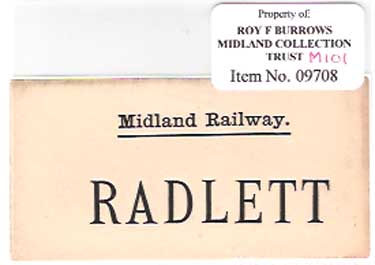 Property of:
ROY F BURROWS
MIDLAND COLLECTION
TRUST M101
Item No. 09708
Midland Railway.
RADLETT